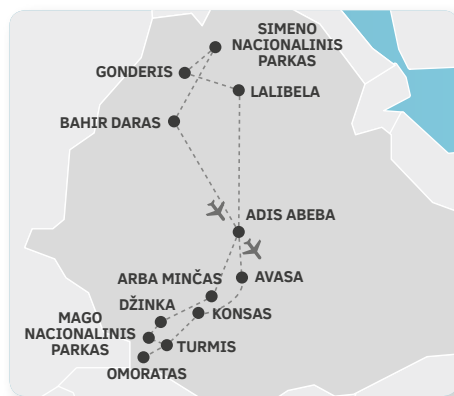 SIMENO
NACIONALINIS
PARKAS
GONDERIS
LALIBELA
BAHIR DARAS
ADIS ABEBA
AVASA
ARBA MINČAS
DŽINKA
KONSAS
MAGO
NACIONALINIS
PARKAS
TURMIS
OMORATAS